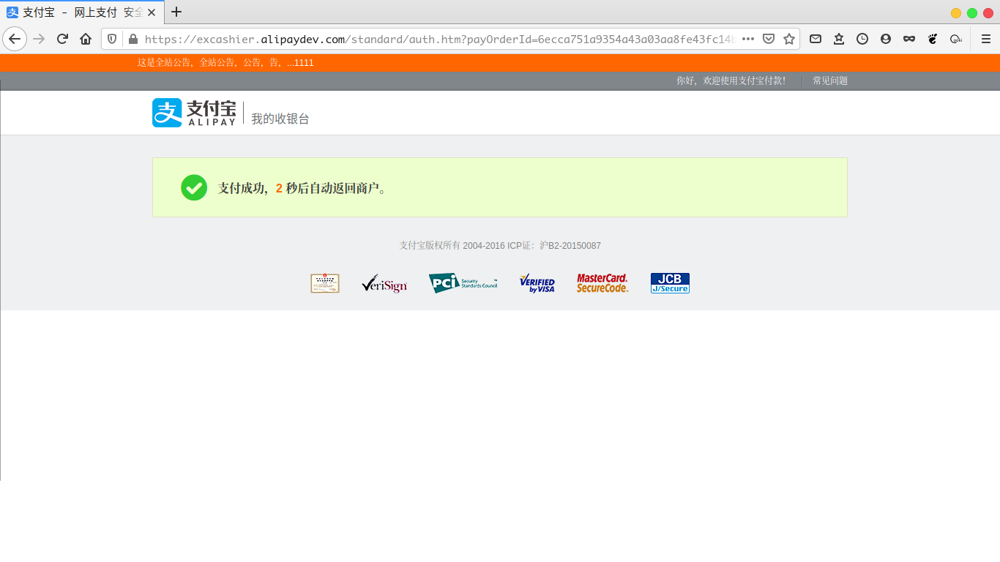 支付宝 - 网上支付 安全
https://excashier.alipaydev.com/standard/auth.htm?payOrderId=6ecca751a9354a43a03aa8fe43fc14b
这是全站公告，全站公告，公告，告，...1111
你好，欢迎使用支付宝付款！ 常见问题
支付宝 ALIPAY 我的收银台
支付成功，2 秒后自动返回商户。
支付宝版权所有 2004-2016 ICP证：沪B2-20150087
VeriSign PCI Security Standards Council ™ VERIFIED by VISA MasterCard. SecureCode. JCB J/Secure